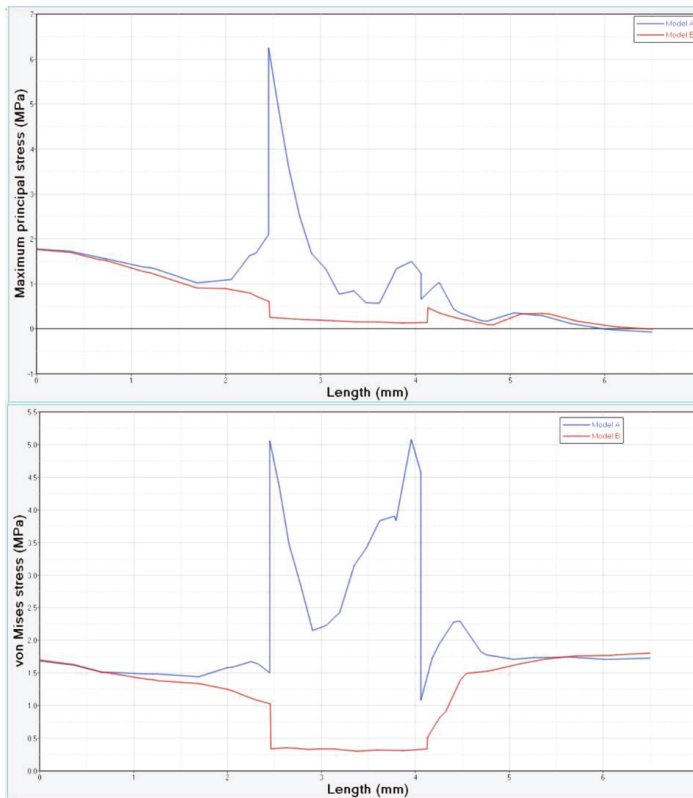 7
Model A
Model B
6
5
4
3
2
1
0
-1
Maximum principal stress (MPa)
0 1 2 3 4 5 6
Length (mm)
5.5
Model A
Model B
5.0
4.5
4.0
3.5
3.0
2.5
2.0
1.5
1.0
0.5
0.0
von Mises stress (MPa)
0 1 2 3 4 5 6
Length (mm)